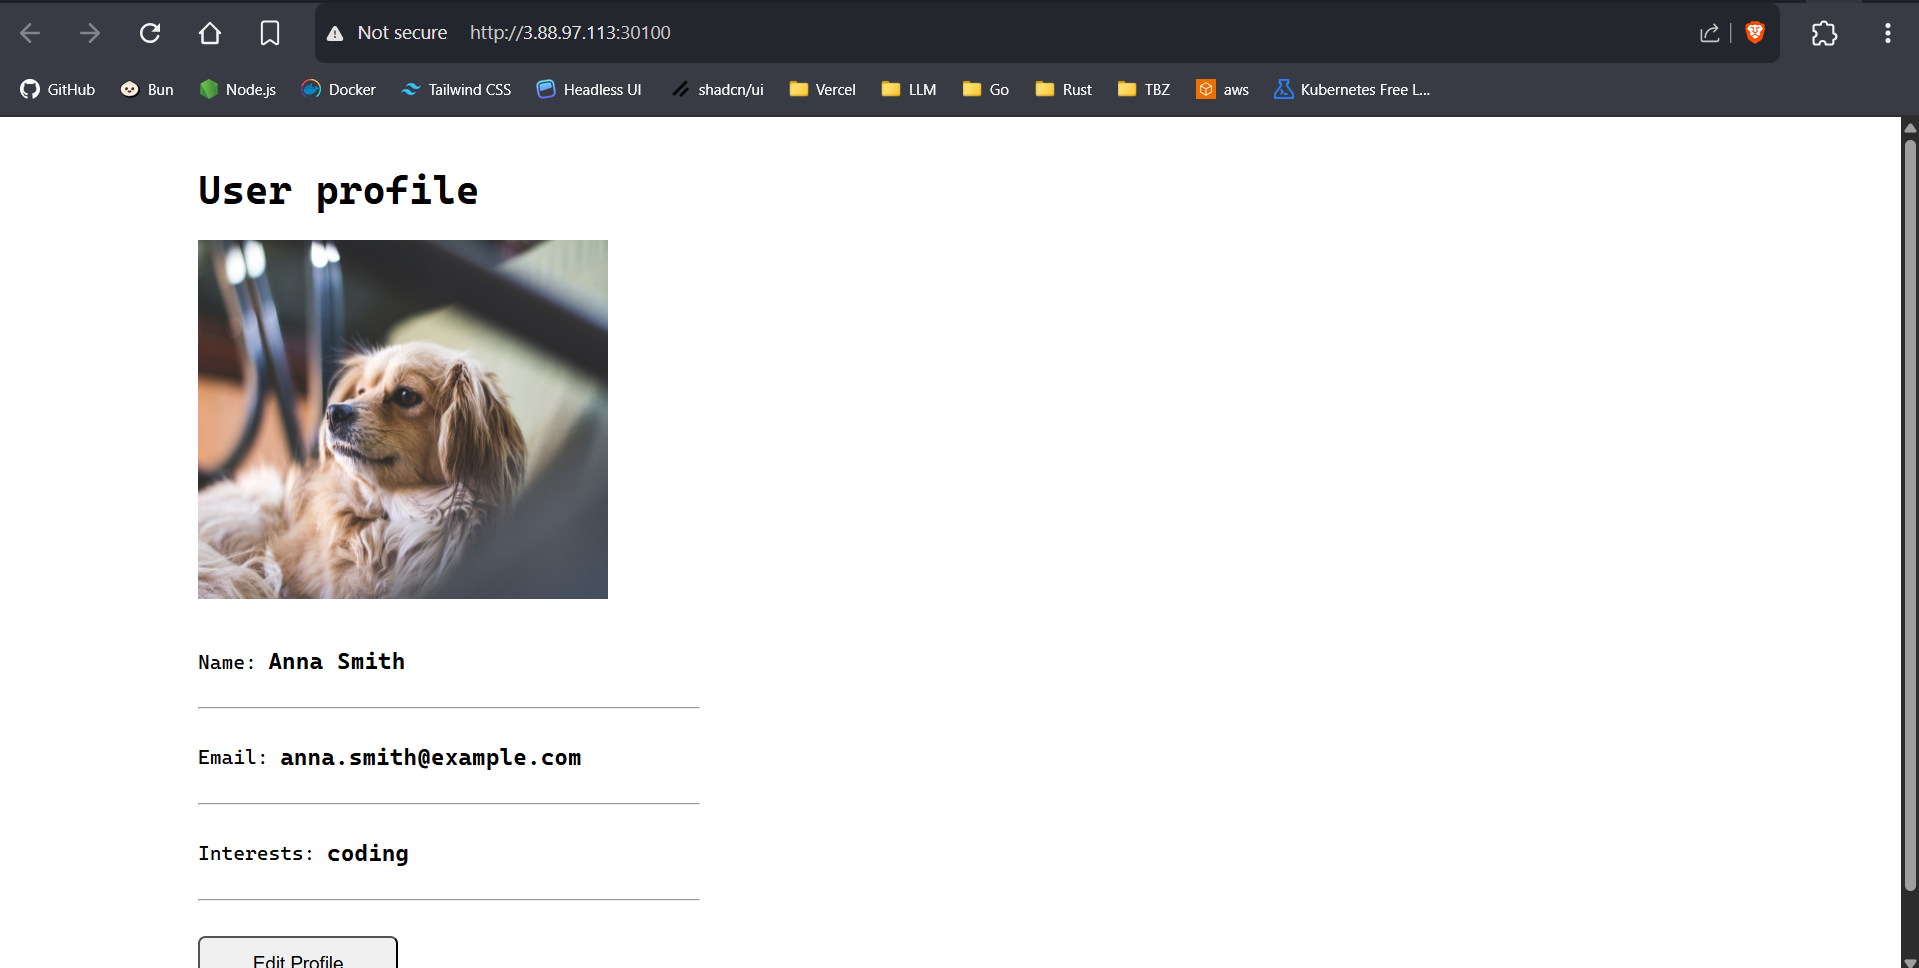 Not secure http://3.88.97.113:30100
GitHub Bun Node.js Docker Tailwind CSS Headless UI shadcn/ui Vercel LLM Go Rust TBZ aws Kubernetes Free L...
User profile
Name: Anna Smith
Email: anna.smith@example.com
Interests: coding
Edit Profile